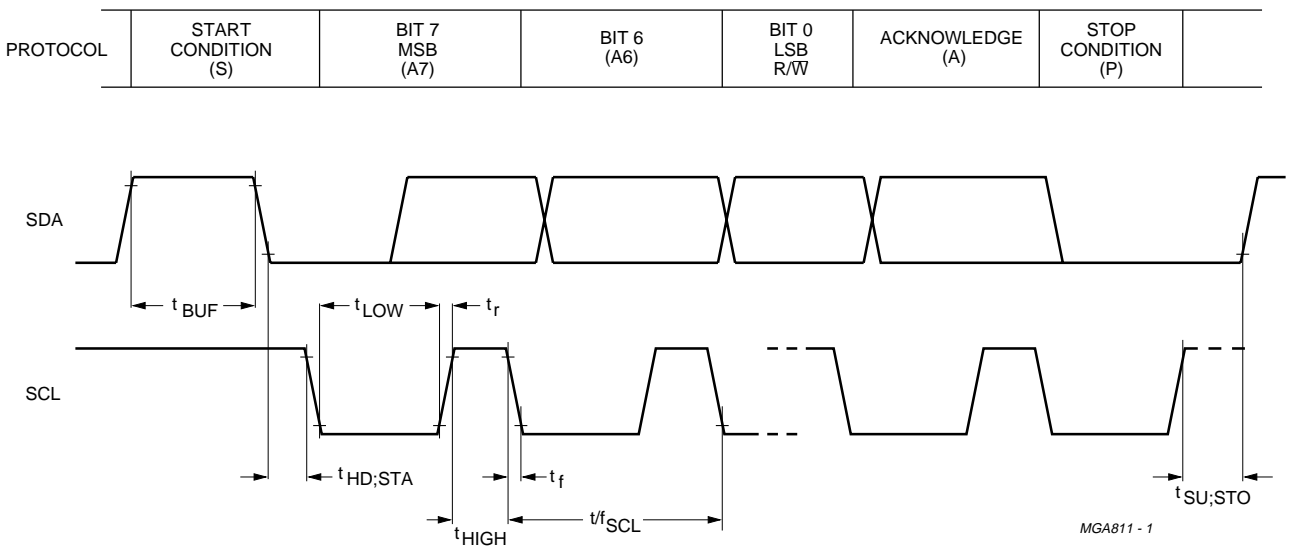 PROTOCOL
START
CONDITION
(S)
BIT 7
MSB
(A7)
BIT 6
(A6)
BIT 0
LSB
R/W̅
ACKNOWLEDGE
(A)
STOP
CONDITION
(P)
SDA
t BUF
t LOW
t r
SCL
t HD;STA
t f
t HIGH
t/f SCL
t SU;STO
MGA811 - 1